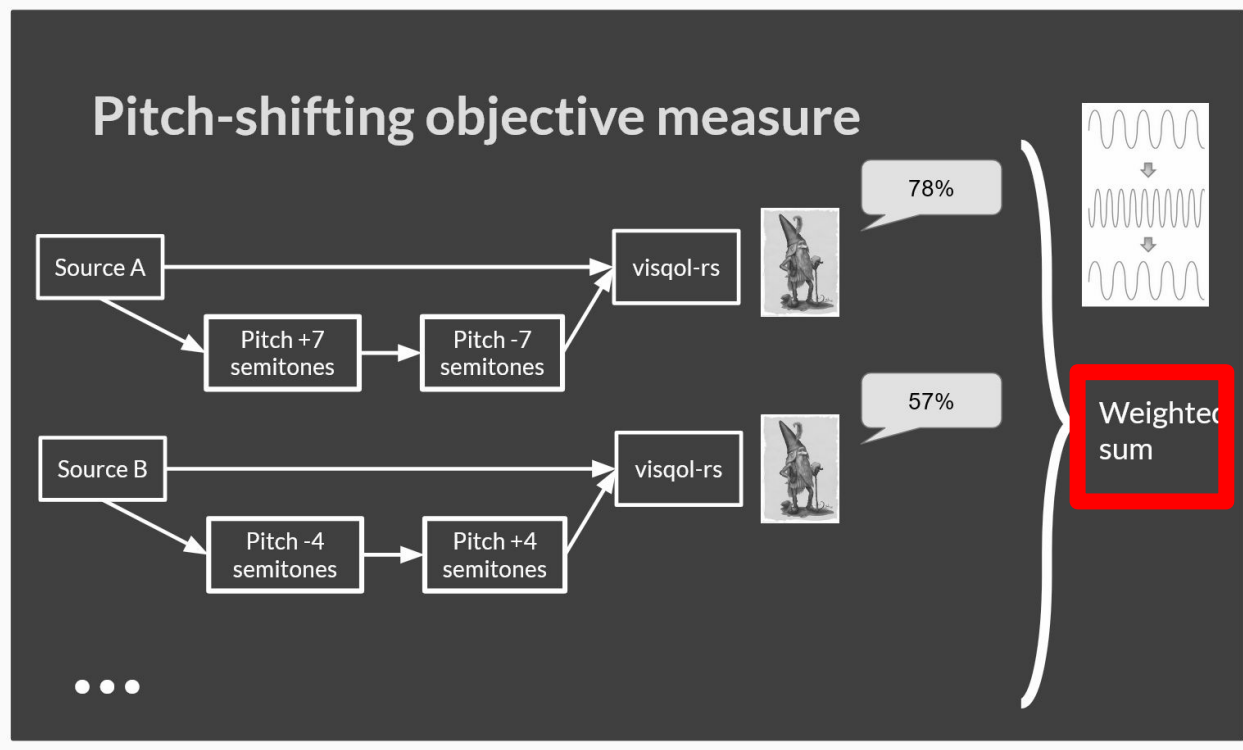 Pitch-shifting objective measure
78%
Source A
visqol-rs
Pitch +7
semitones
Pitch -7
semitones
57%
Weighted
sum
Source B
visqol-rs
Pitch -4
semitones
Pitch +4
semitones
...